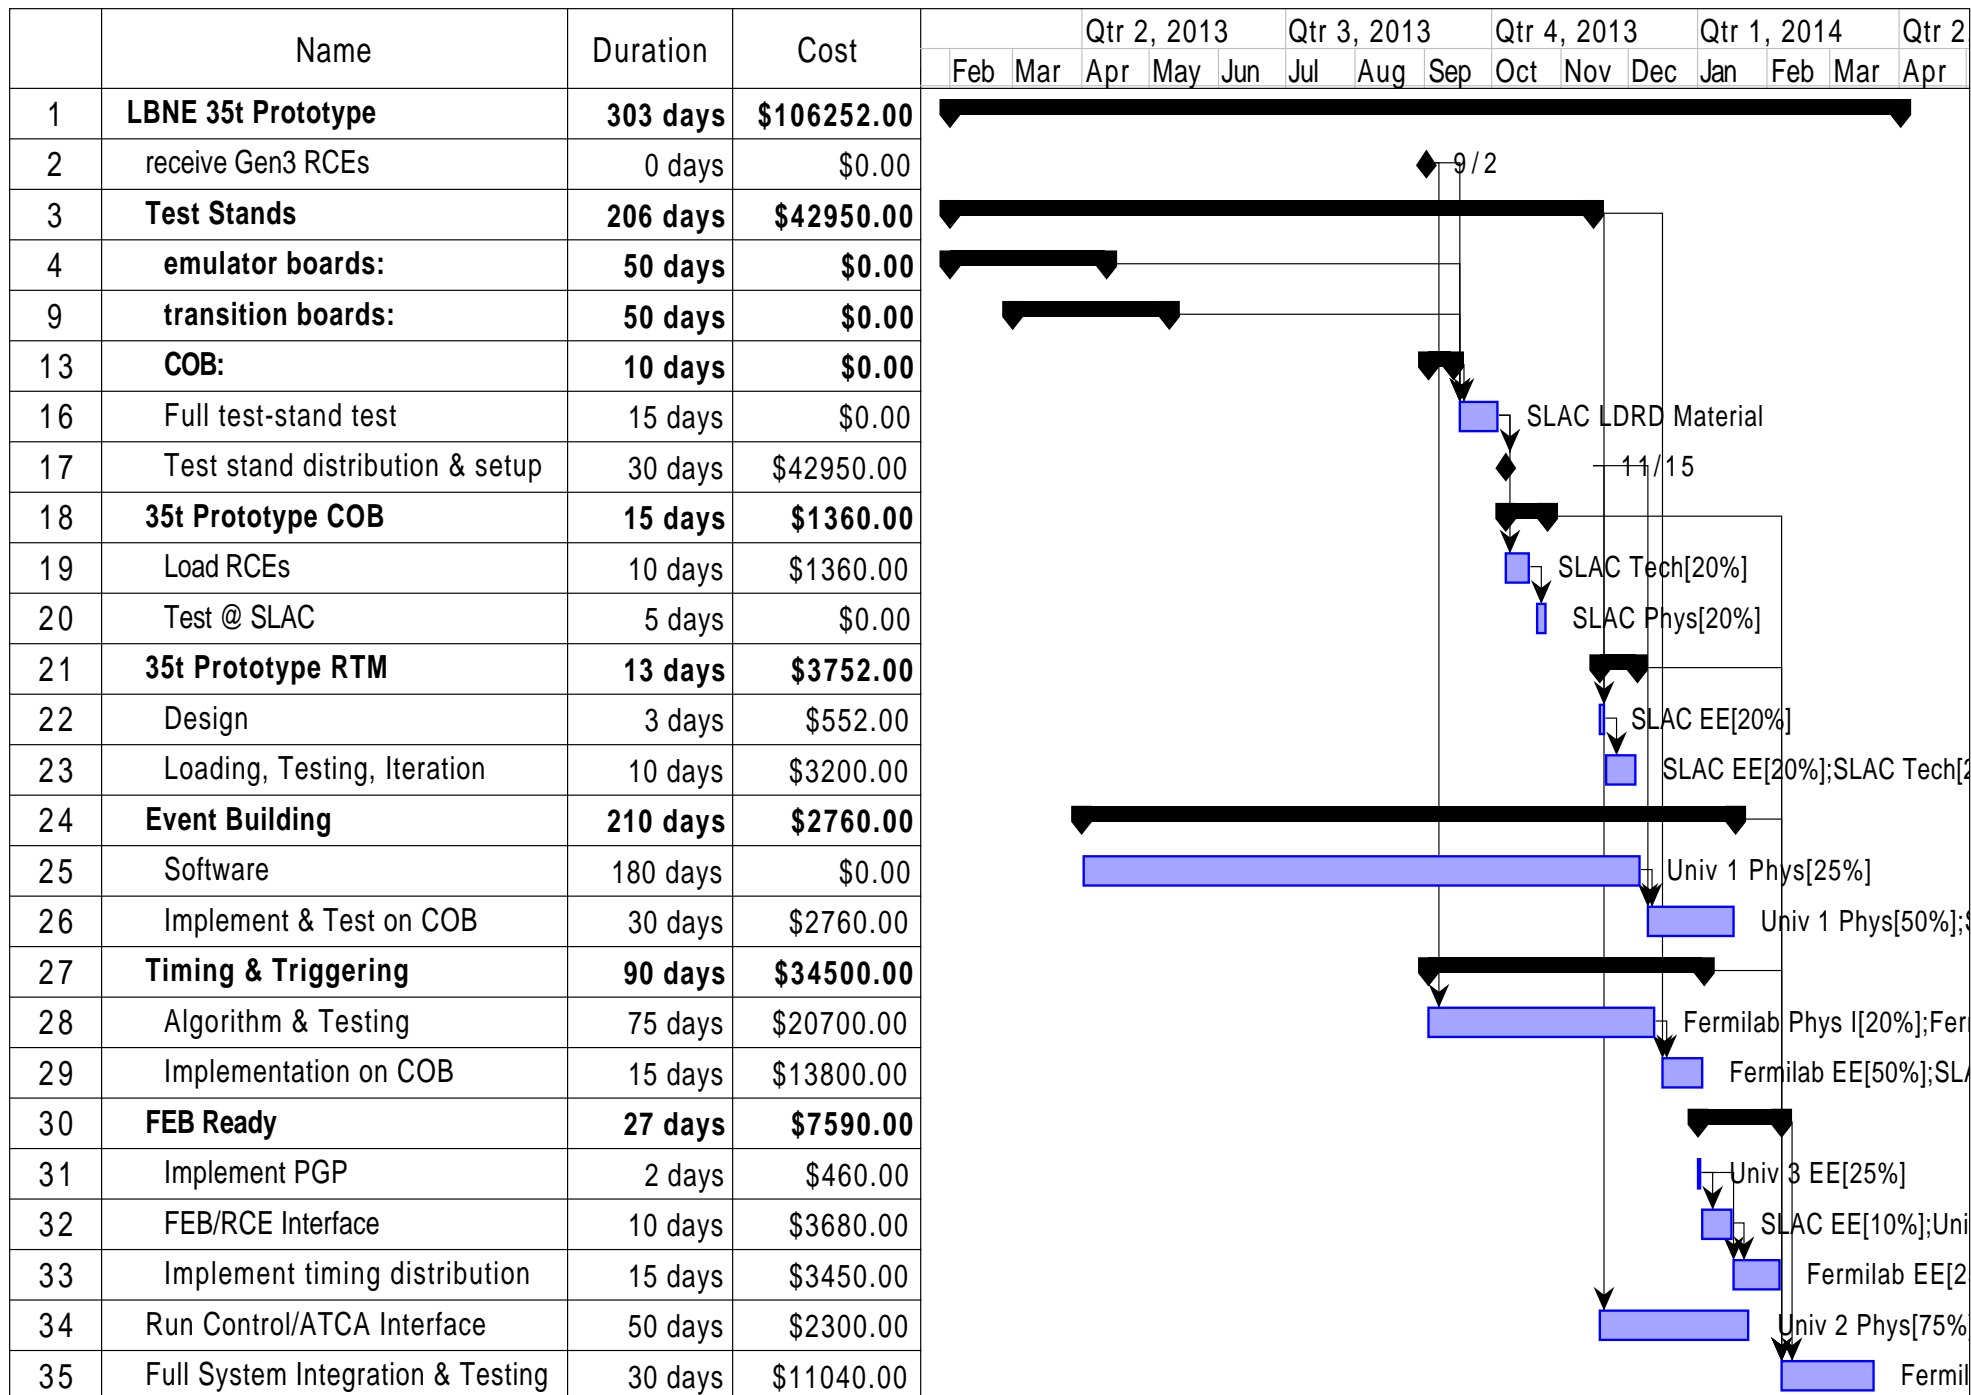 Name Duration Cost Qtr 2, 2013 Qtr 3, 2013 Qtr 4, 2013 Qtr 1, 2014 Qtr 2
Feb Mar Apr May Jun Jul Aug Sep Oct Nov Dec Jan Feb Mar Apr
1 LBNE 35t Prototype 303 days $106252.00
2 receive Gen3 RCEs 0 days $0.00 9/2
3 Test Stands 206 days $42950.00
4 emulator boards: 50 days $0.00
9 transition boards: 50 days $0.00
13 COB: 10 days $0.00
16 Full test-stand test 15 days $0.00 SLAC LDRD Material
17 Test stand distribution & setup 30 days $42950.00 11/15
18 35t Prototype COB 15 days $1360.00
19 Load RCEs 10 days $1360.00 SLAC Tech[20%]
20 Test @ SLAC 5 days $0.00 SLAC Phys[20%]
21 35t Prototype RTM 13 days $3752.00
22 Design 3 days $552.00 SLAC EE[20%]
23 Loading, Testing, Iteration 10 days $3200.00 SLAC EE[20%];SLAC Tech[2
24 Event Building 210 days $2760.00
25 Software 180 days $0.00 Univ 1 Phys[25%]
26 Implement & Test on COB 30 days $2760.00 Univ 1 Phys[50%];
27 Timing & Triggering 90 days $34500.00
28 Algorithm & Testing 75 days $20700.00 Fermilab Phys I[20%];Fer
29 Implementation on COB 15 days $13800.00 Fermilab EE[50%];SLA
30 FEB Ready 27 days $7590.00
31 Implement PGP 2 days $460.00 Univ 3 EE[25%]
32 FEB/RCE Interface 10 days $3680.00 SLAC EE[10%];Uni
33 Implement timing distribution 15 days $3450.00 Fermilab EE[2
34 Run Control/ATCA Interface 50 days $2300.00 Univ 2 Phys[75%
35 Full System Integration & Testing 30 days $11040.00 Fermil